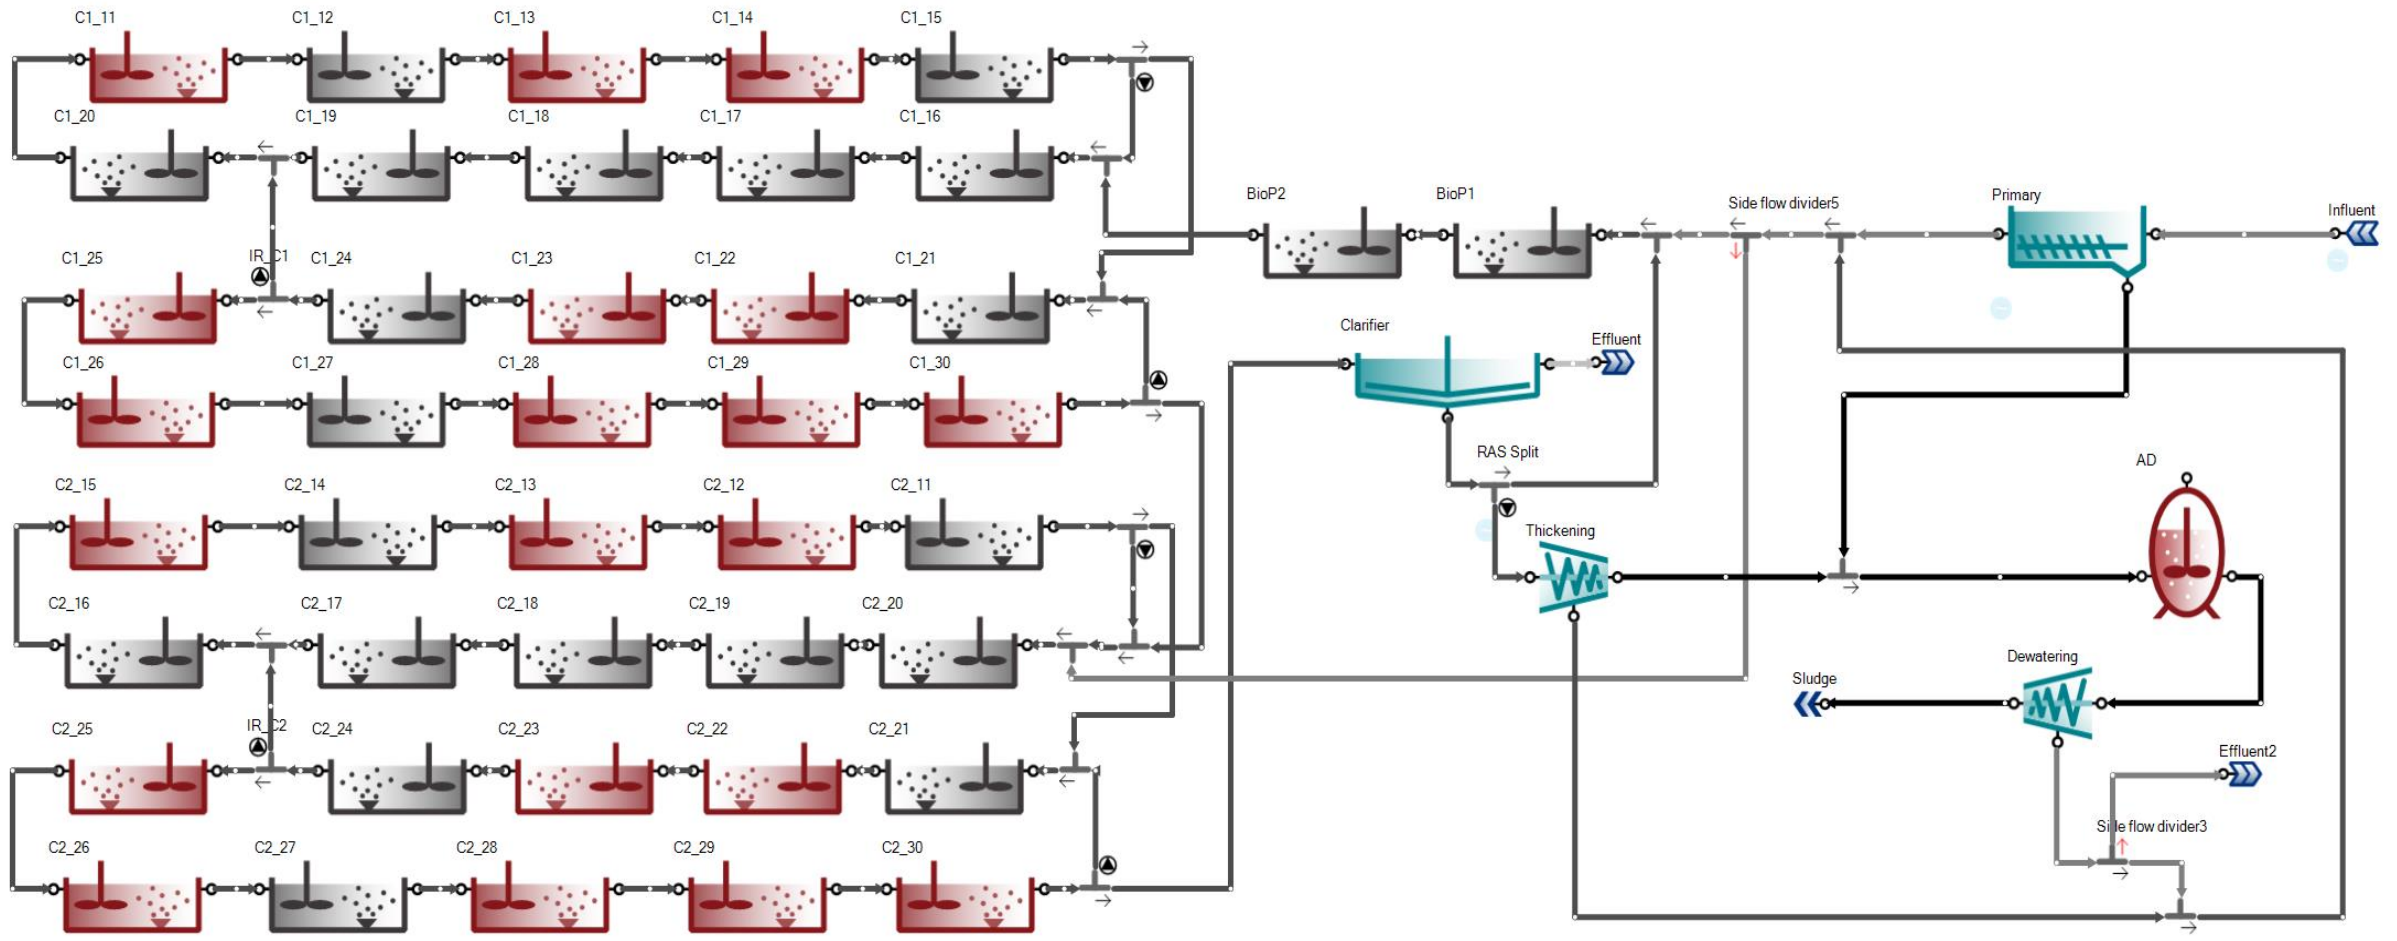 C1_11
C1_12
C1_13
C1_14
C1_15
C1_20
C1_19
C1_18
C1_17
C1_16
BioP2
BioP1
Side flow divider5
Primary
Influent
C1_25
IR_C1
C1_24
C1_23
C1_22
C1_21
Clarifier
Effluent
C1_26
C1_27
C1_28
C1_29
C1_30
RAS Split
AD
C2_15
C2_14
C2_13
C2_12
C2_11
Thickening
C2_16
C2_17
C2_18
C2_19
C2_20
Dewatering
Sludge
C2_25
IR_C2
C2_24
C2_23
C2_22
C2_21
Effluent2
Side flow divider3
C2_26
C2_27
C2_28
C2_29
C2_30